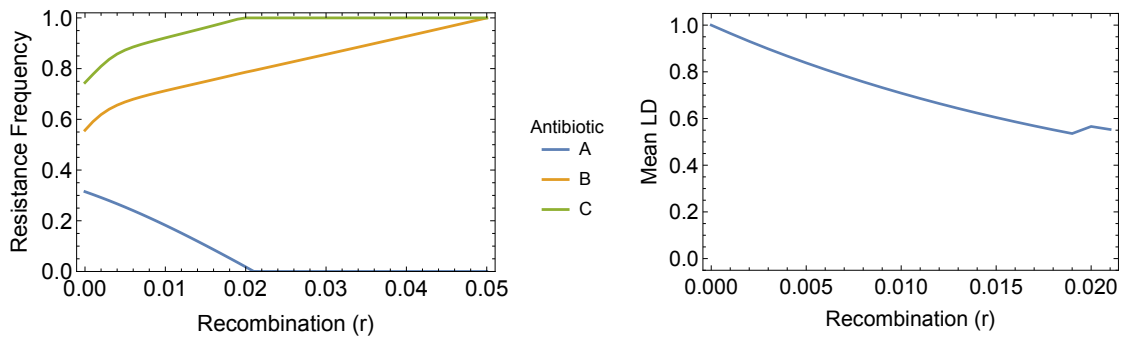 Resistance Frequency
1.0
0.8
0.6
0.4
0.2
0.0
0.00 0.01 0.02 0.03 0.04 0.05
Recombination (r)
Antibiotic
A
B
C
Mean LD
1.0
0.8
0.6
0.4
0.2
0.0
0.000 0.005 0.010 0.015 0.020
Recombination (r)